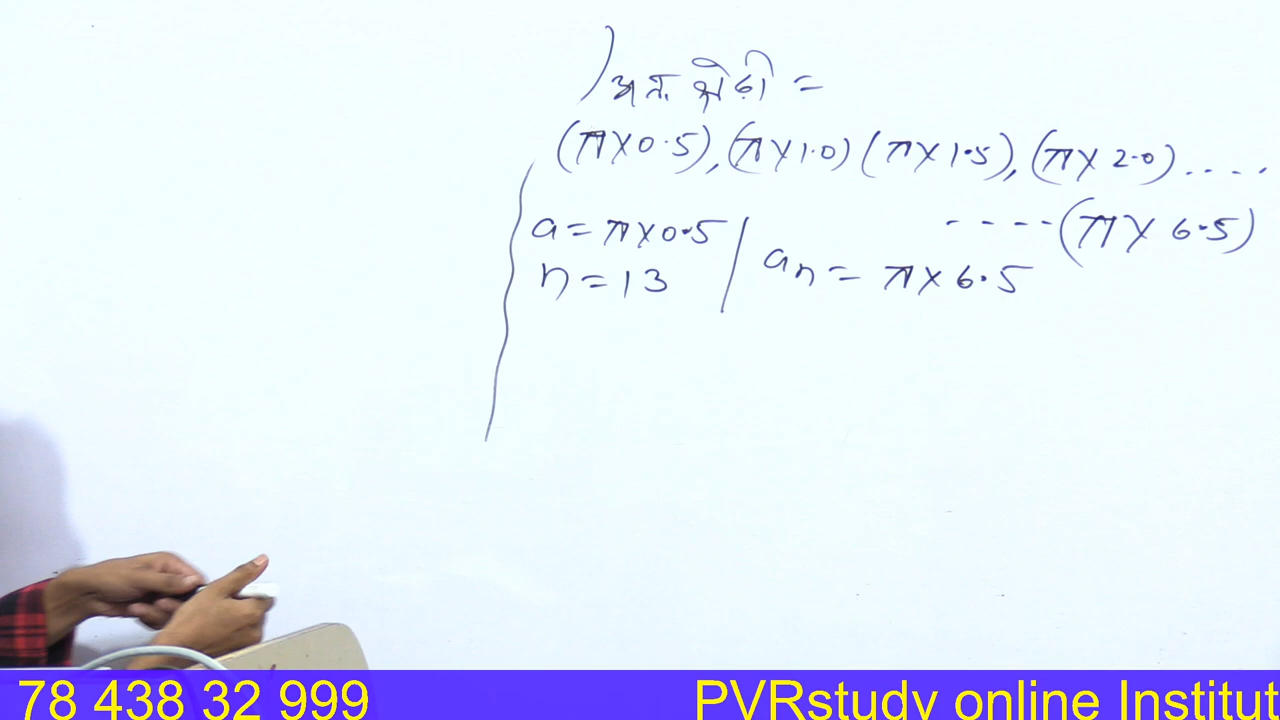 ) अतः श्रेढ़ी =
(π×0.5), (π×1.0) (π×1.5), (π×2.0) ....
----(π×6.5)
a = π×0.5
n = 13
an = π×6.5
78 438 32 999 PVRstudy online Institut